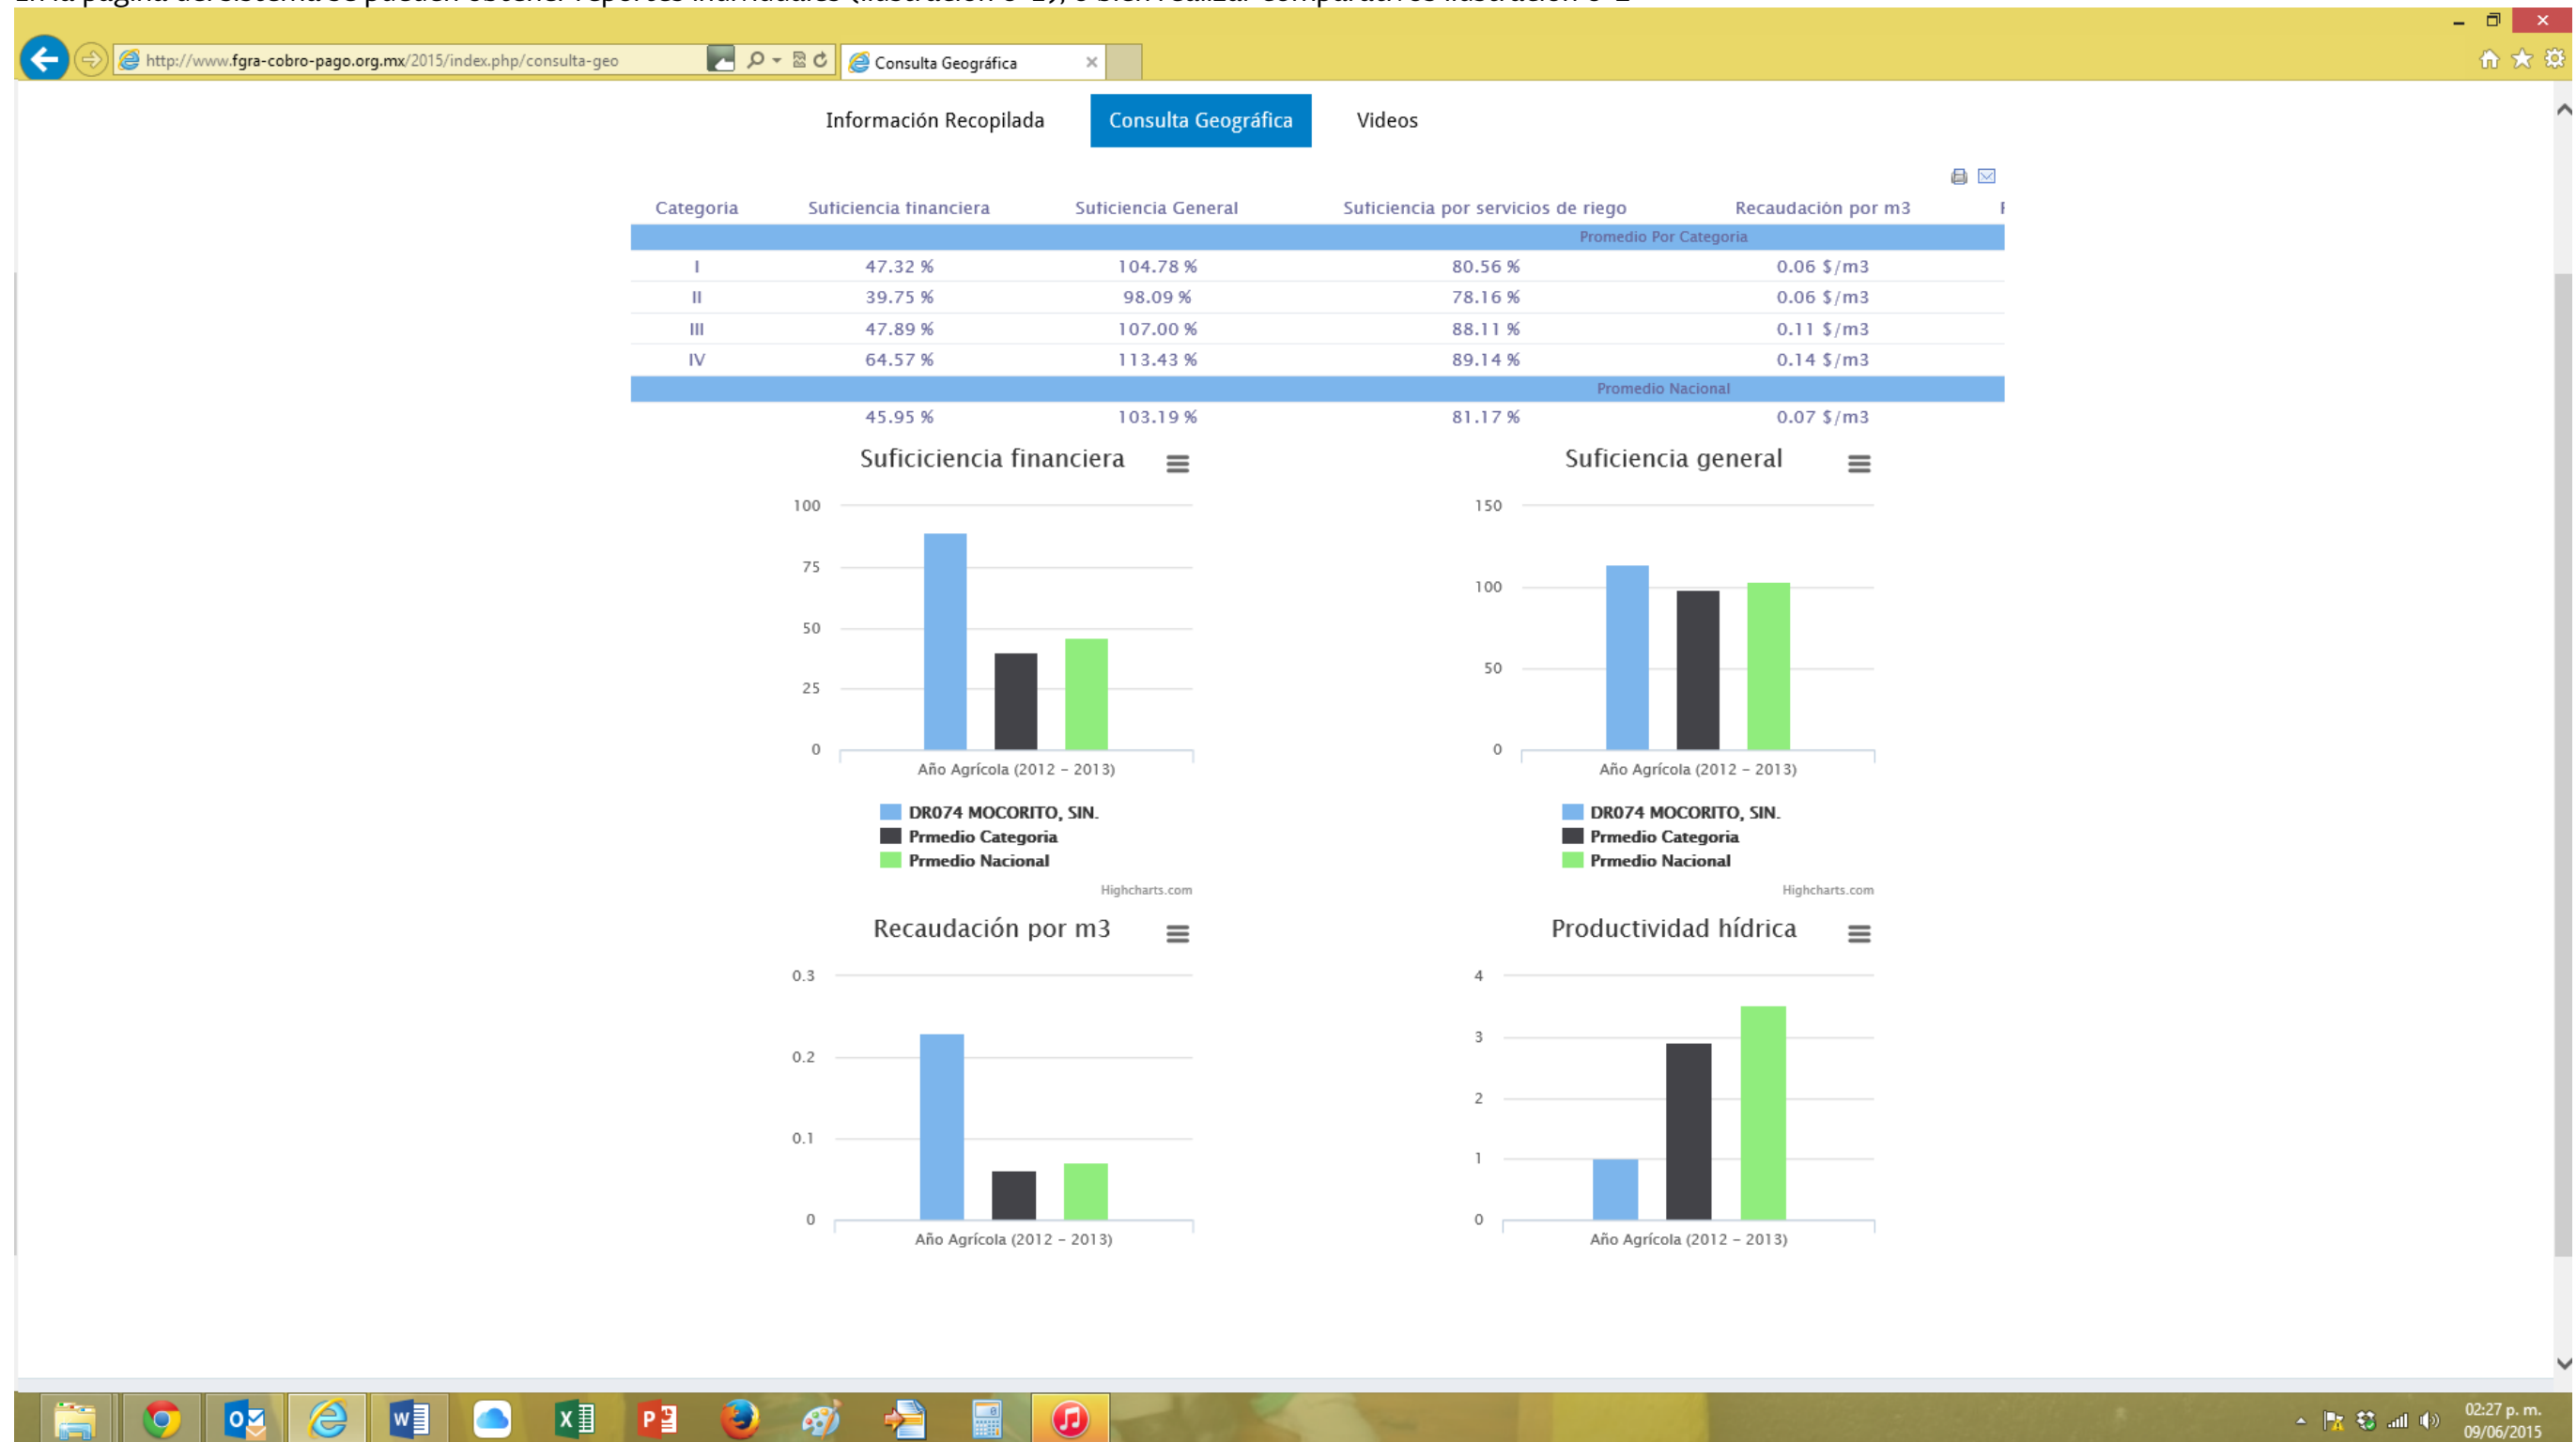 http://www.fgra-cobro-pago.org.mx/2015/index.php/consulta-geo
Consulta Geográfica
Información Recopilada Consulta Geográfica Videos
Categoria Suficiencia financiera Suficiencia General Suficiencia por servicios de riego Recaudación por m3
Promedio Por Categoria
I 47.32 % 104.78 % 80.56 % 0.06 $/m3
II 39.75 % 98.09 % 78.16 % 0.06 $/m3
III 47.89 % 107.00 % 88.11 % 0.11 $/m3
IV 64.57 % 113.43 % 89.14 % 0.14 $/m3
Promedio Nacional
45.95 % 103.19 % 81.17 % 0.07 $/m3
Suficiciencia financiera
100
75
50
25
0
Año Agrícola (2012 - 2013)
DR074 MOCORITO, SIN.
Prmedio Categoria
Prmedio Nacional
Highcharts.com
Suficiencia general
150
100
50
0
Año Agrícola (2012 - 2013)
DR074 MOCORITO, SIN.
Prmedio Categoria
Prmedio Nacional
Highcharts.com
Recaudación por m3
0.3
0.2
0.1
0
Año Agrícola (2012 - 2013)
Productividad hídrica
4
3
2
1
0
Año Agrícola (2012 - 2013)
02:27 p. m.
09/06/2015